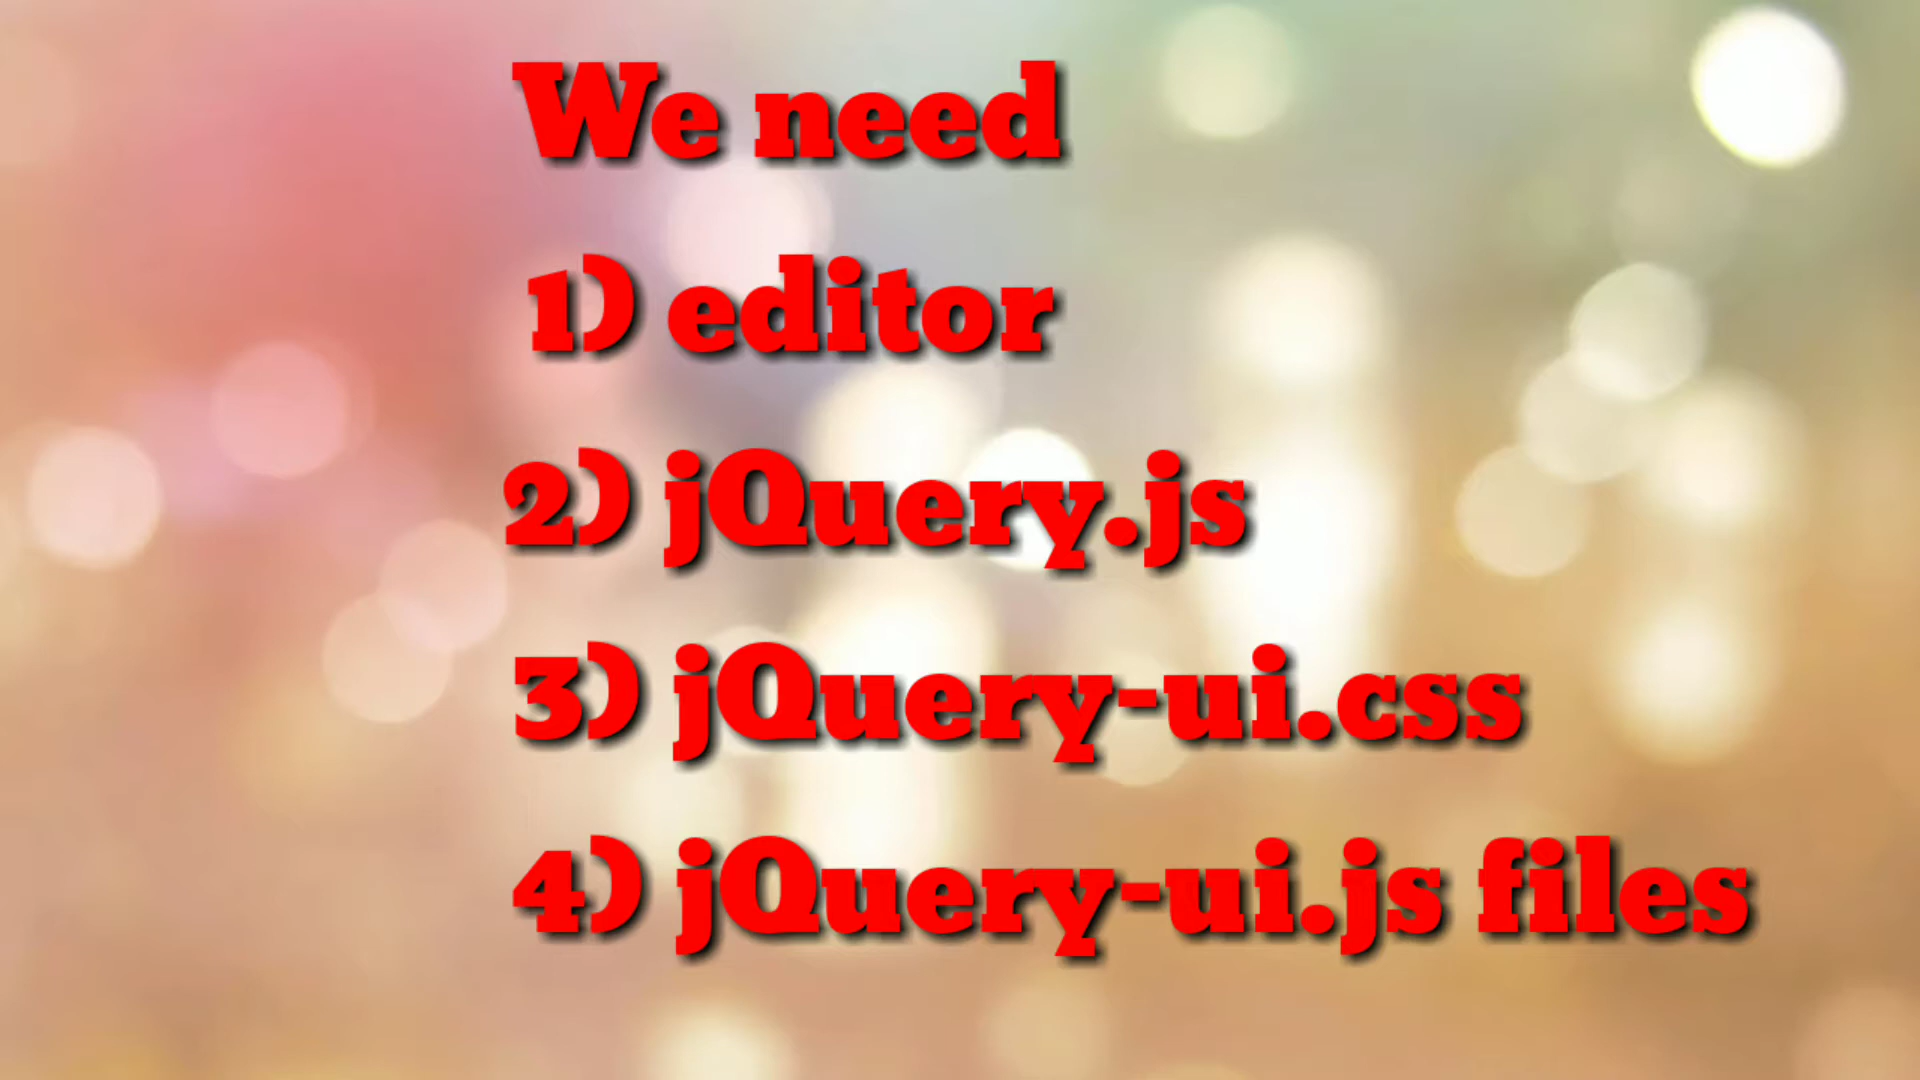 We need
1) editor
2) jQuery.js
3) jQuery-ui.css
4) jQuery-ui.js files